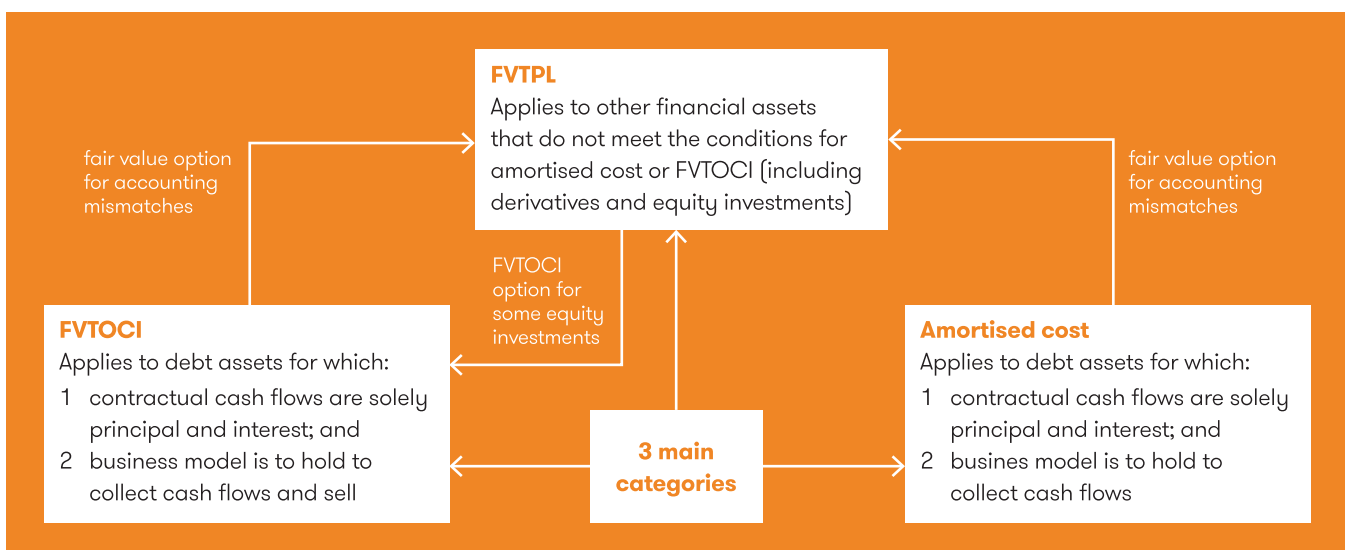 FVTPL
Applies to other financial assets
that do not meet the conditions for
amortised cost or FVTOCI (including
derivatives and equity investments)
fair value option
for accounting
mismatches
fair value option
for accounting
mismatches
FVTOCI
option for
some equity
investments
FVTOCI
Applies to debt assets for which:
1 contractual cash flows are solely
principal and interest; and
2 business model is to hold to
collect cash flows and sell
3 main
categories
Amortised cost
Applies to debt assets for which:
1 contractual cash flows are solely
principal and interest; and
2 busines model is to hold to
collect cash flows